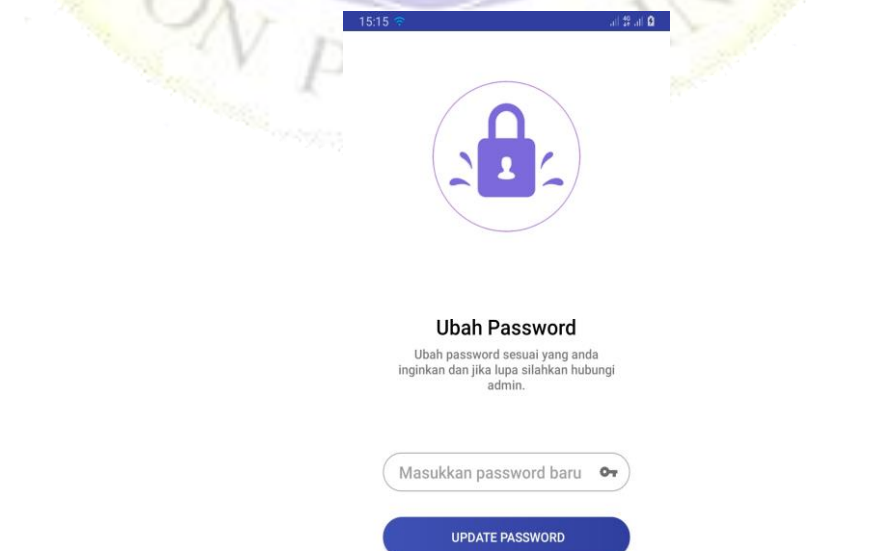 15:15
Ubah Password
Ubah password sesuai yang anda
inginkan dan jika lupa silahkan hubungi
admin.
Masukkan password baru
UPDATE PASSWORD